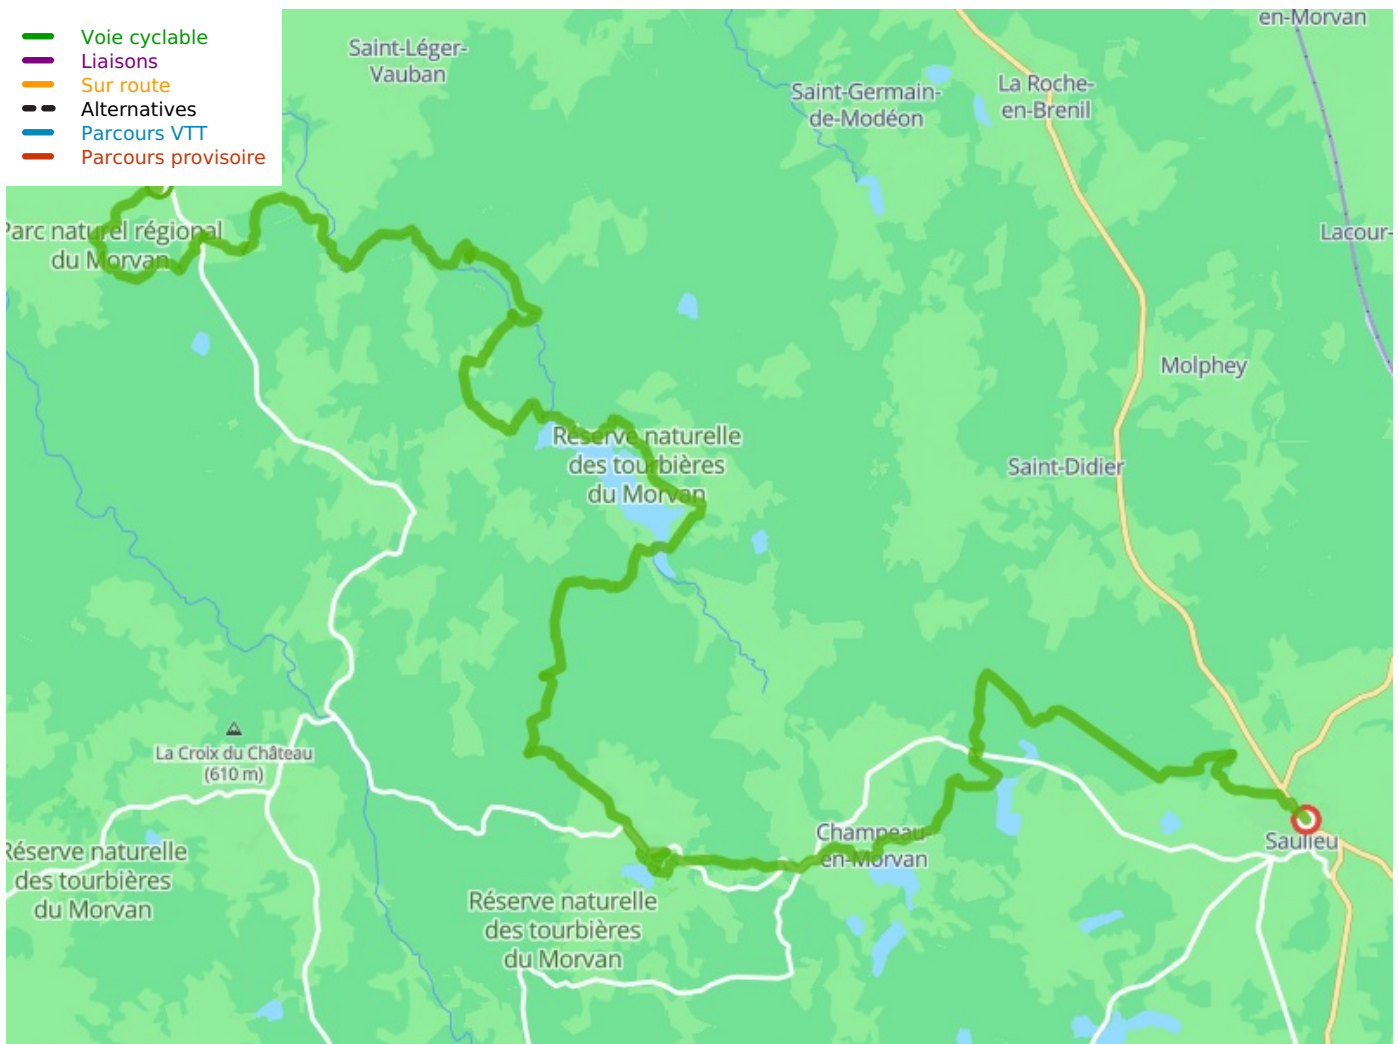 Voie cyclable
Liaisons
Sur route
Alternatives
Parcours VTT
Parcours provisoire
en-Morvan
Saint-Léger-
Vauban
Saint-Germain-
de-Modéon
La Roche-
en-Brenil
Parc naturel régional
du Morvan
Lacour-
Molphey
Réserve naturelle
des tourbières
du Morvan
Saint-Didier
La Croix du Château
(610 m)
Champeau-
en-Morvan
Saulieu
Réserve naturelle
des tourbières
du Morvan
Réserve naturelle
des tourbières
du Morvan